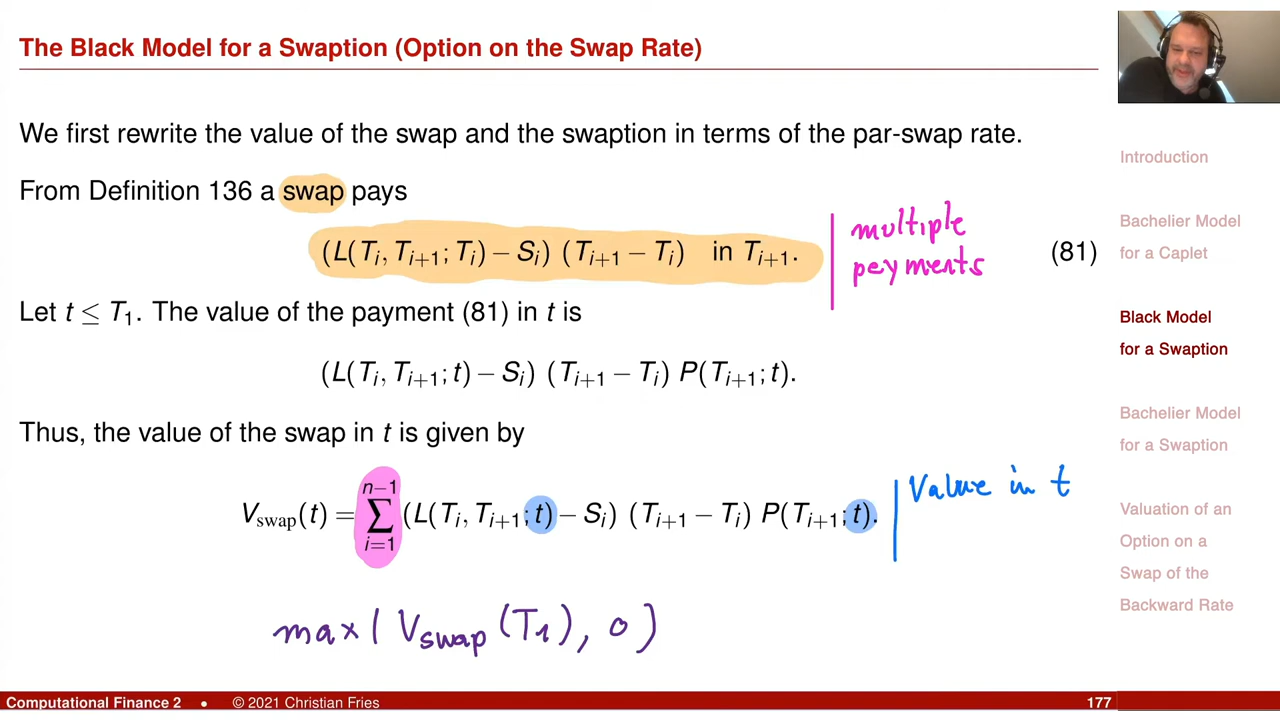 The Black Model for a Swaption (Option on the Swap Rate)
We first rewrite the value of the swap and the swaption in terms of the par-swap rate.
From Definition 136 a swap pays
(L(T_i, T_{i+1}; T_i) − S_i) (T_{i+1} − T_i) in T_{i+1}.
multiple
peyments
(81)
Let t ≤ T_1. The value of the payment (81) in t is
(L(T_i, T_{i+1}; t) − S_i) (T_{i+1} − T_i) P(T_{i+1}; t).
Thus, the value of the swap in t is given by
V_{swap}(t) = ∑_{i=1}^{n−1} (L(T_i, T_{i+1}; t) − S_i) (T_{i+1} − T_i) P(T_{i+1}; t).
Value in t
max( V_{swap}(T_1), 0 )
Introduction
Bachelier Model
for a Caplet
Black Model
for a Swaption
Bachelier Model
for a Swaption
Valuation of an
Option on a
Swap of the
Backward Rate
Computational Finance 2 • © 2021 Christian Fries
177